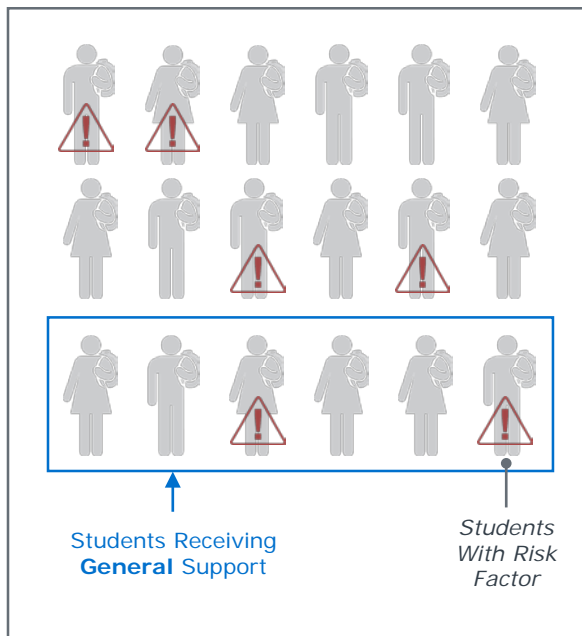 Students Receiving
General Support
Students
With Risk
Factor